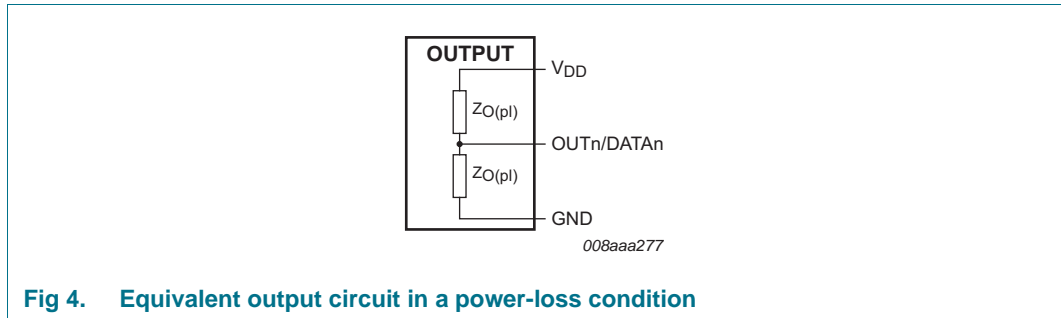 OUTPUT
VDD
ZO(pl)
OUTn/DATAn
ZO(pl)
GND
008aaa277
Fig 4. Equivalent output circuit in a power-loss condition